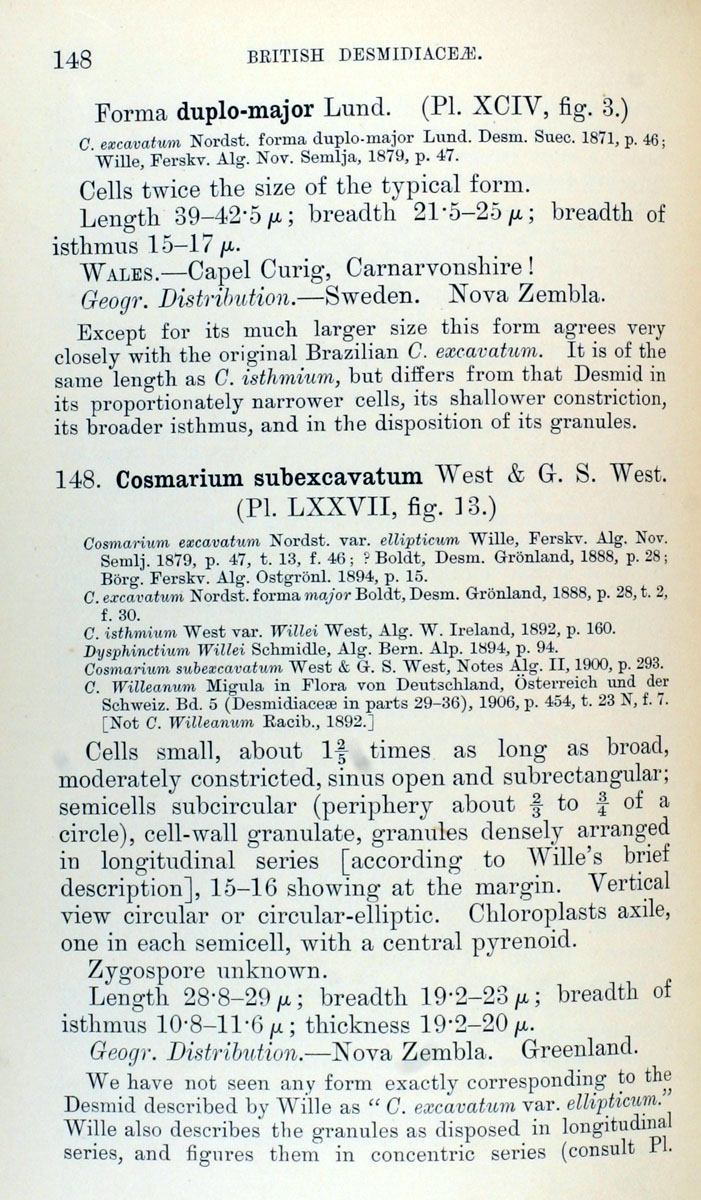 148 BRITISH DESMIDIACEÆ.
Forma duplo-major Lund. (Pl. XCIV, fig. 3.)
C. excavatum Nordst. forma duplo-major Lund. Desm. Suec. 1871, p. 46;
Wille, Ferskv. Alg. Nov. Semlja, 1879, p. 47.
Cells twice the size of the typical form.
Length 39–42·5 μ; breadth 21·5–25 μ; breadth of
isthmus 15–17 μ.
WALES.—Capel Curig, Carnarvonshire!
Geogr. Distribution.—Sweden. Nova Zembla.
Except for its much larger size this form agrees very
closely with the original Brazilian C. excavatum. It is of the
same length as C. isthmium, but differs from that Desmid in
its proportionately narrower cells, its shallower constriction,
its broader isthmus, and in the disposition of its granules.
148. Cosmarium subexcavatum West & G. S. West.
(Pl. LXXVII, fig. 13.)
Cosmarium excavatum Nordst. var. ellipticum Wille, Ferskv. Alg. Nov.
Semlj. 1879, p. 47, t. 13, f. 46; ? Boldt, Desm. Grönland, 1888, p. 28;
Börg. Ferskv. Alg. Ostgrönl. 1894, p. 15.
C. excavatum Nordst. forma major Boldt, Desm. Grönland, 1888, p. 28, t. 2,
f. 30.
C. isthmium West var. Willei West, Alg. W. Ireland, 1892, p. 160.
Dysphinctium Willei Schmidle, Alg. Bern. Alp. 1894, p. 94.
Cosmarium subexcavatum West & G. S. West, Notes Alg. II, 1900, p. 293.
C. Willeanum Migula in Flora von Deutschland, Österreich und der
Schweiz. Bd. 5 (Desmidiaceæ in parts 29–36), 1906, p. 454, t. 23 N, f. 7.
[Not C. Willeanum Racib., 1892.]
Cells small, about 1⅖ times as long as broad,
moderately constricted, sinus open and subrectangular;
semicells subcircular (periphery about ⅔ to ¾ of a
circle), cell-wall granulate, granules densely arranged
in longitudinal series [according to Wille's brief
description], 15–16 showing at the margin. Vertical
view circular or circular-elliptic. Chloroplasts axile,
one in each semicell, with a central pyrenoid.
Zygospore unknown.
Length 28·8–29 μ; breadth 19·2–23 μ; breadth of
isthmus 10·8–11·6 μ; thickness 19·2–20 μ.
Geogr. Distribution.—Nova Zembla. Greenland.
We have not seen any form exactly corresponding to the
Desmid described by Wille as "C. excavatum var. ellipticum."
Wille also describes the granules as disposed in longitudinal
series, and figures them in concentric series (consult Pl.